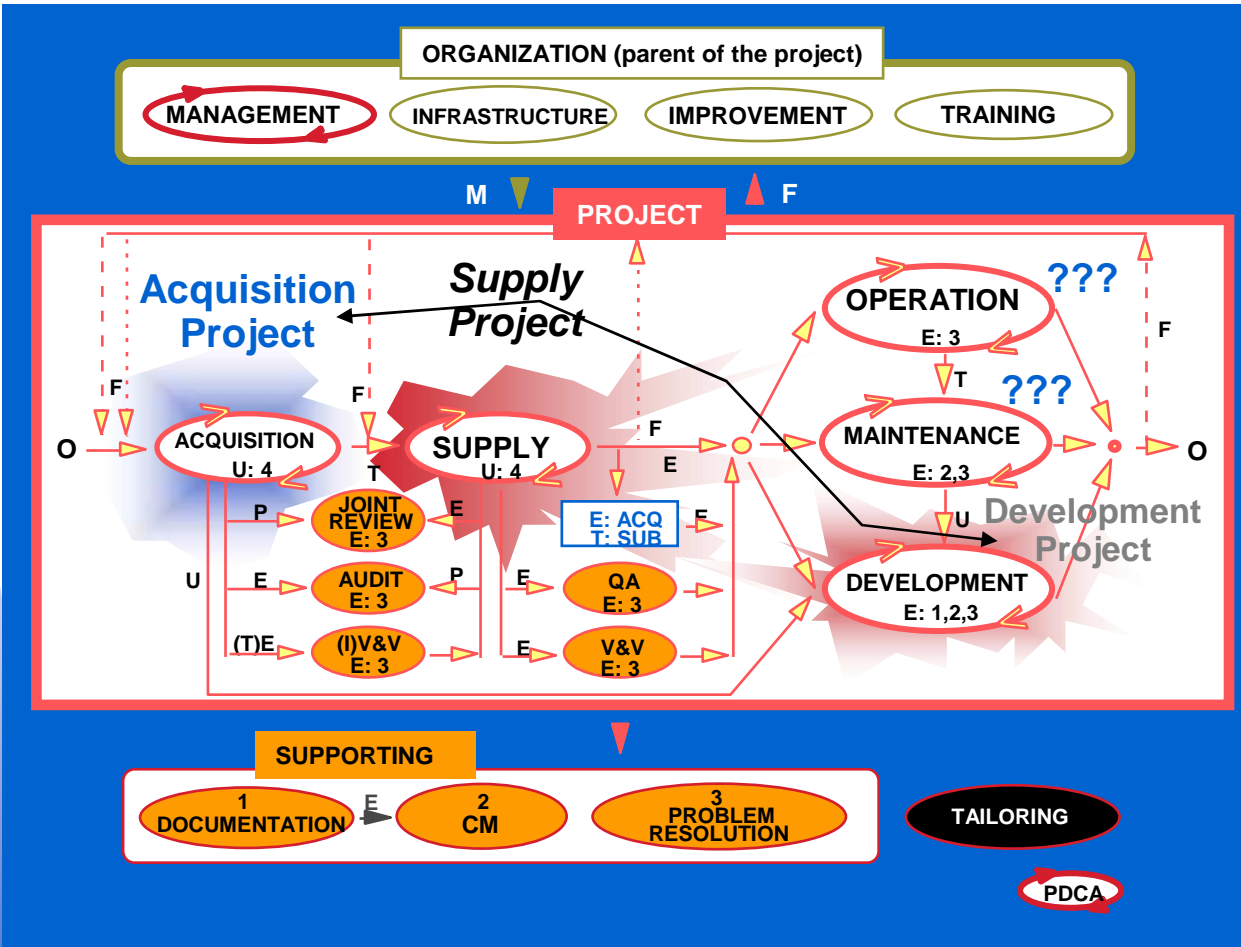 ORGANIZATION (parent of the project)
MANAGEMENT
INFRASTRUCTURE
IMPROVEMENT
TRAINING
M
F
PROJECT
Acquisition
Project
Supply
Project
???
OPERATION
E: 3
F
T
???
F
F
O
ACQUISITION
U: 4
T
SUPPLY
U: 4
F
E
MAINTENANCE
E: 2,3
O
P
JOINT
REVIEW
E: 3
E
E: ACQ
T: SUB
E
U
Development
Project
U
E
AUDIT
E: 3
P
E
QA
E: 3
DEVELOPMENT
E: 1,2,3
(T)E
(I)V&V
E: 3
E
V&V
E: 3
SUPPORTING
1
DOCUMENTATION
E
2
CM
3
PROBLEM
RESOLUTION
TAILORING
PDCA